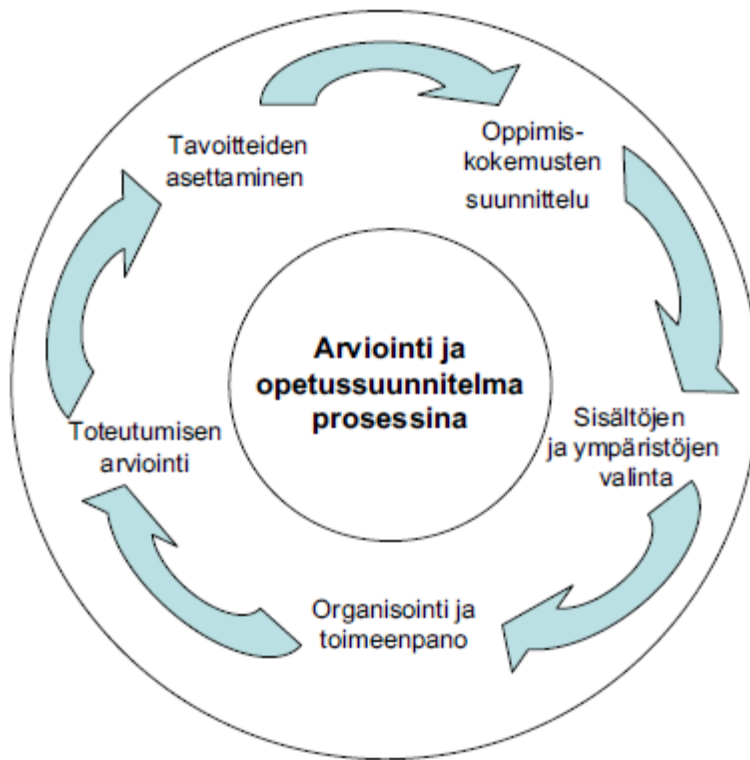 Tavoitteiden
asettaminen
Oppimis-
kokemusten
suunnittelu
Sisältöjen
ja ympäristöjen
valinta
Organisointi ja
toimeenpano
Toteutumisen
arviointi
Arviointi ja
opetussuunnitelma
prosessina